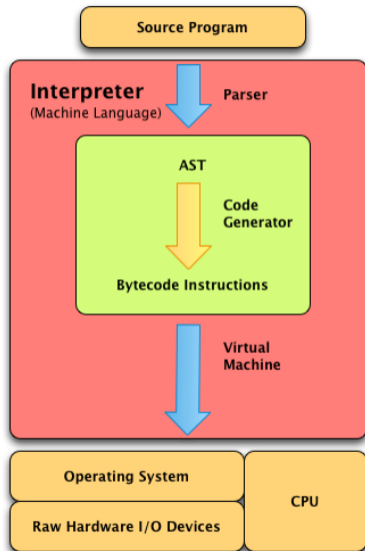 Source Program
Interpreter
(Machine Language)
Parser
AST
Code
Generator
Bytecode Instructions
Virtual
Machine
Operating System
CPU
Raw Hardware I/O Devices